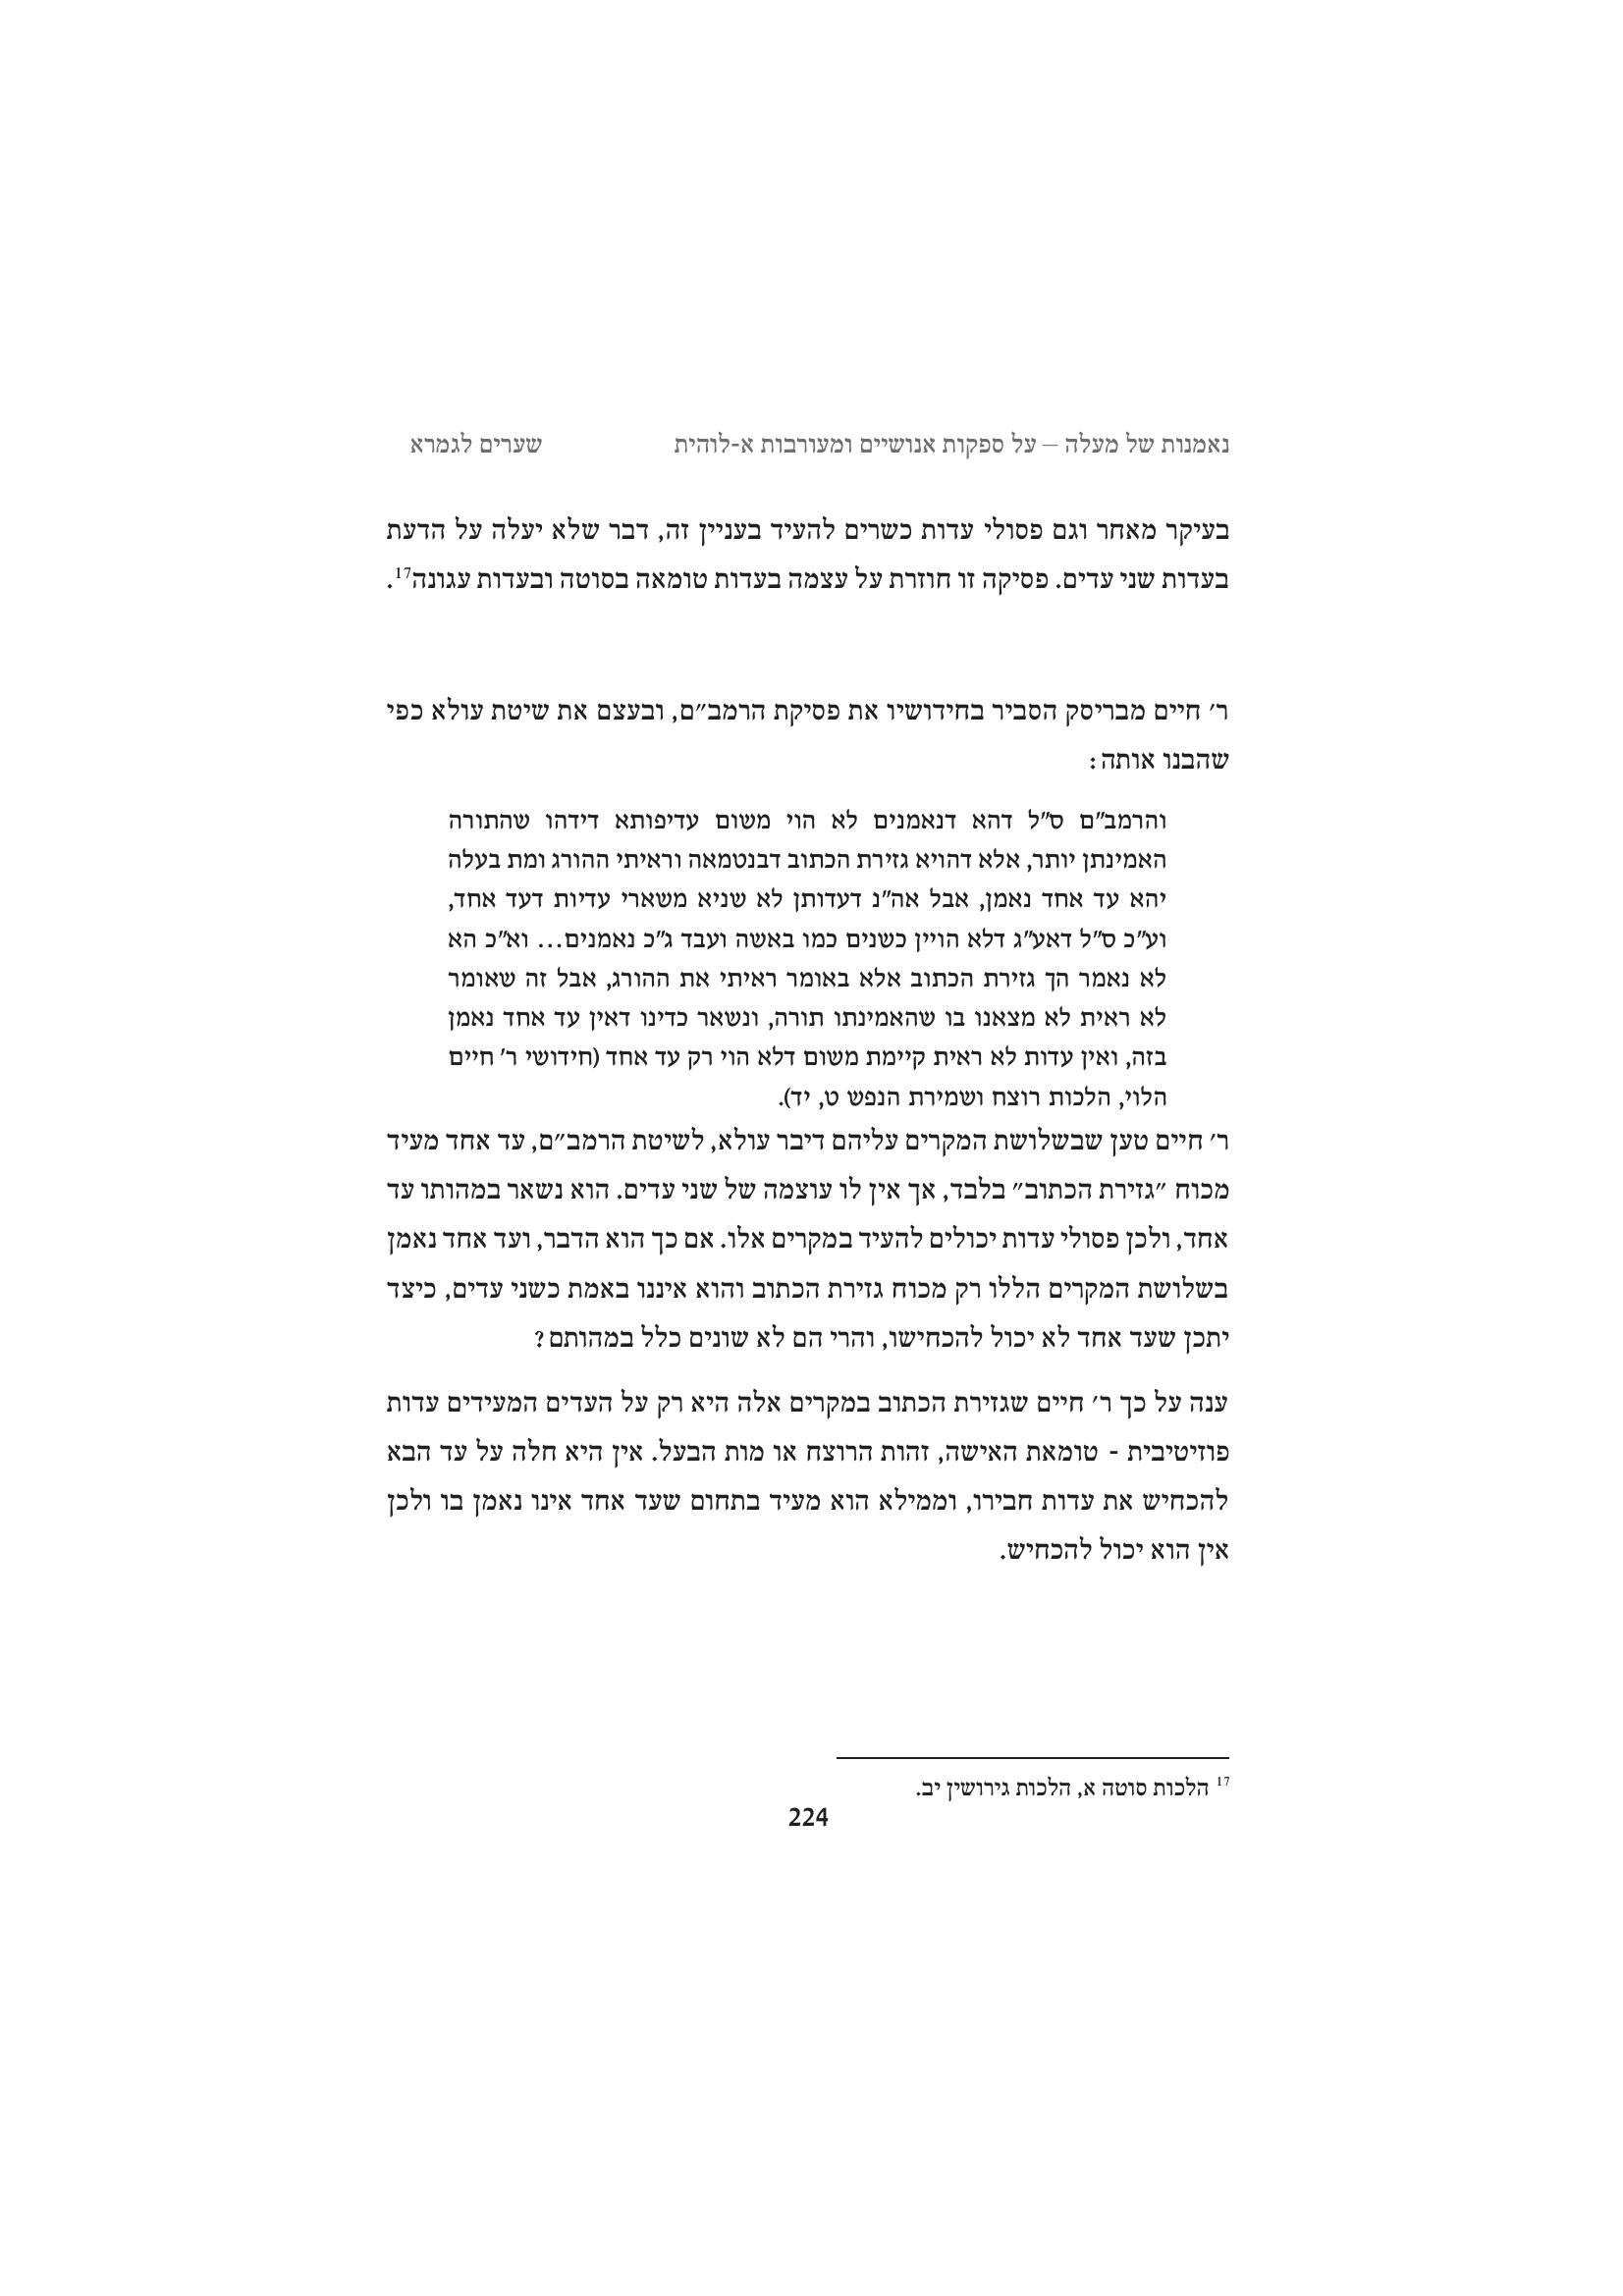 נאמנות של מעלה – על ספקות אנושיים ומעורבות א-לוהית שערים לגמרא
בעיקר מאחר וגם פסולי עדות כשרים להעיד בעניין זה, דבר שלא יעלה על הדעת
בעדות שני עדים. פסיקה זו חוזרת על עצמה בעדות טומאה בסוטה ובעדות עגונה17.
ר׳ חיים מבריסק הסביר בחידושיו את פסיקת הרמב״ם, ובעצם את שיטת עולא כפי
שהבנו אותה:
והרמב"ם ס"ל דהא דנאמנים לא הוי משום עדיפותא דידהו שהתורה
האמינתן יותר, אלא דהויא גזירת הכתוב דבנטמאה וראיתי ההורג ומת בעלה
יהא עד אחד נאמן, אבל אה"נ דעדותן לא שניא משארי עדיות דעד אחד,
וע"כ ס"ל דאע"ג דלא הויין כשנים כמו באשה ועבד ג"כ נאמנים... וא"כ הא
לא נאמר הך גזירת הכתוב אלא באומר ראיתי את ההורג, אבל זה שאומר
לא ראית לא מצאנו בו שהאמינתו תורה, ונשאר כדינו דאין עד אחד נאמן
בזה, ואין עדות לא ראית קיימת משום דלא הוי רק עד אחד (חידושי ר' חיים
הלוי, הלכות רוצח ושמירת הנפש ט, יד).
ר׳ חיים טען שבשלושת המקרים עליהם דיבר עולא, לשיטת הרמב״ם, עד אחד מעיד
מכוח ״גזירת הכתוב״ בלבד, אך אין לו עוצמה של שני עדים. הוא נשאר במהותו עד
אחד, ולכן פסולי עדות יכולים להעיד במקרים אלו. אם כך הוא הדבר, ועד אחד נאמן
בשלושת המקרים הללו רק מכוח גזירת הכתוב והוא איננו באמת כשני עדים, כיצד
יתכן שעד אחד לא יכול להכחישו, והרי הם לא שונים כלל במהותם?
ענה על כך ר׳ חיים שגזירת הכתוב במקרים אלה היא רק על העדים המעידים עדות
פוזיטיבית - טומאת האישה, זהות הרוצח או מות הבעל. אין היא חלה על עד הבא
להכחיש את עדות חבירו, וממילא הוא מעיד בתחום שעד אחד אינו נאמן בו ולכן
אין הוא יכול להכחיש.
17 הלכות סוטה א, הלכות גירושין יב.
224